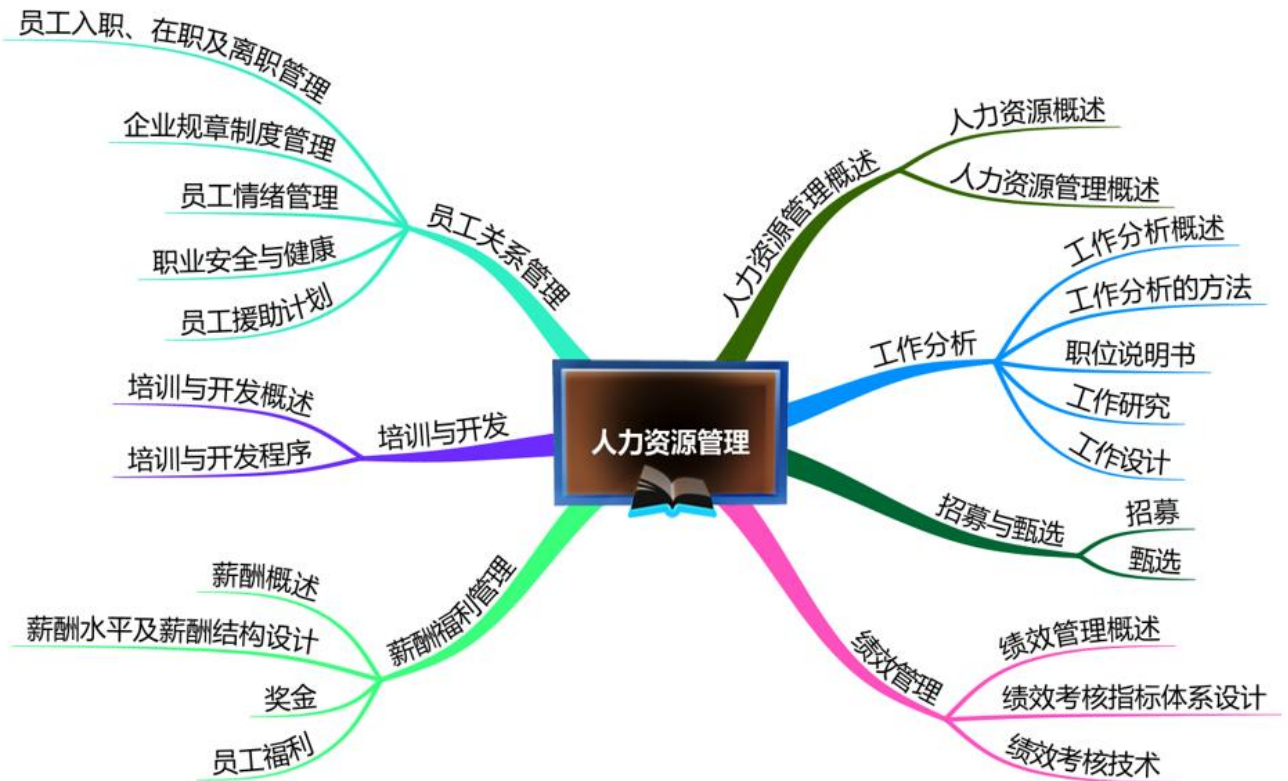 人力资源管理
人力资源管理概述
人力资源概述
人力资源管理概述
工作分析
工作分析概述
工作分析的方法
职位说明书
工作研究
工作设计
招募与甄选
招募
甄选
绩效管理
绩效管理概述
绩效考核指标体系设计
绩效考核技术
薪酬福利管理
薪酬概述
薪酬水平及薪酬结构设计
奖金
员工福利
培训与开发
培训与开发概述
培训与开发程序
员工关系管理
员工入职、在职及离职管理
企业规章制度管理
员工情绪管理
职业安全与健康
员工援助计划